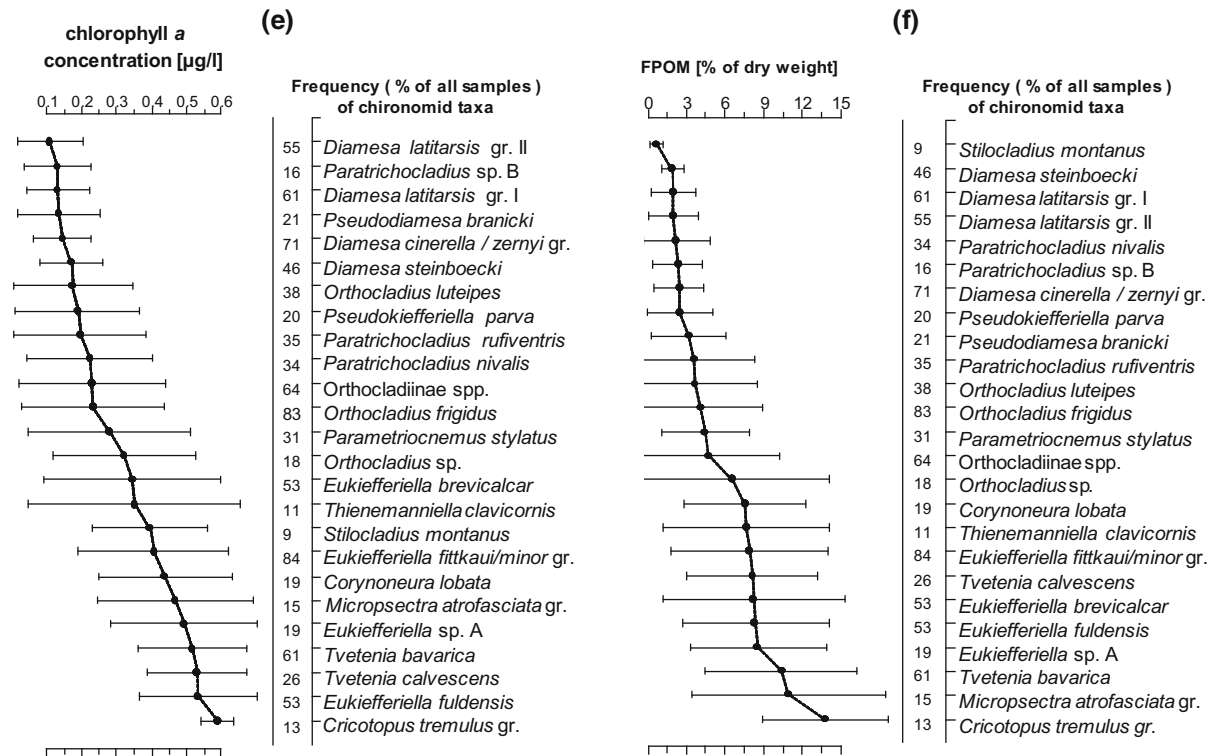 (e)
chlorophyll a
concentration [µg/l]
Frequency ( % of all samples )
of chironomid taxa
0,1 0,2 0,3 0,4 0,5 0,6
55 Diamesa latitarsis gr. II
16 Paratrichocladius sp. B
61 Diamesa latitarsis gr. I
21 Pseudodiamesa branicki
71 Diamesa cinerella / zernyi gr.
46 Diamesa steinboecki
38 Orthocladius luteipes
20 Pseudokiefferiella parva
35 Paratrichocladius rufiventris
34 Paratrichocladius nivalis
64 Orthocladiinae spp.
83 Orthocladius frigidus
31 Parametriocnemus stylatus
18 Orthocladius sp.
53 Eukiefferiella brevicalcar
11 Thienemanniella clavicornis
9 Stilocladius montanus
84 Eukiefferiella fittkaui/minor gr.
19 Corynoneura lobata
15 Micropsectra atrofasciata gr.
19 Eukiefferiella sp. A
61 Tvetenia bavarica
26 Tvetenia calvescens
53 Eukiefferiella fuldensis
13 Cricotopus tremulus gr.
(f)
FPOM [% of dry weight]
Frequency ( % of all samples )
of chironomid taxa
0 3 6 9 12 15
9 Stilocladius montanus
46 Diamesa steinboecki
61 Diamesa latitarsis gr. I
55 Diamesa latitarsis gr. II
34 Paratrichocladius nivalis
16 Paratrichocladius sp. B
71 Diamesa cinerella / zernyi gr.
20 Pseudokiefferiella parva
21 Pseudodiamesa branicki
35 Paratrichocladius rufiventris
38 Orthocladius luteipes
83 Orthocladius frigidus
31 Parametriocnemus stylatus
64 Orthocladiinae spp.
18 Orthocladius sp.
19 Corynoneura lobata
11 Thienemanniella clavicornis
84 Eukiefferiella fittkaui/minor gr.
26 Tvetenia calvescens
53 Eukiefferiella brevicalcar
53 Eukiefferiella fuldensis
19 Eukiefferiella sp. A
61 Tvetenia bavarica
15 Micropsectra atrofasciata gr.
13 Cricotopus tremulus gr.